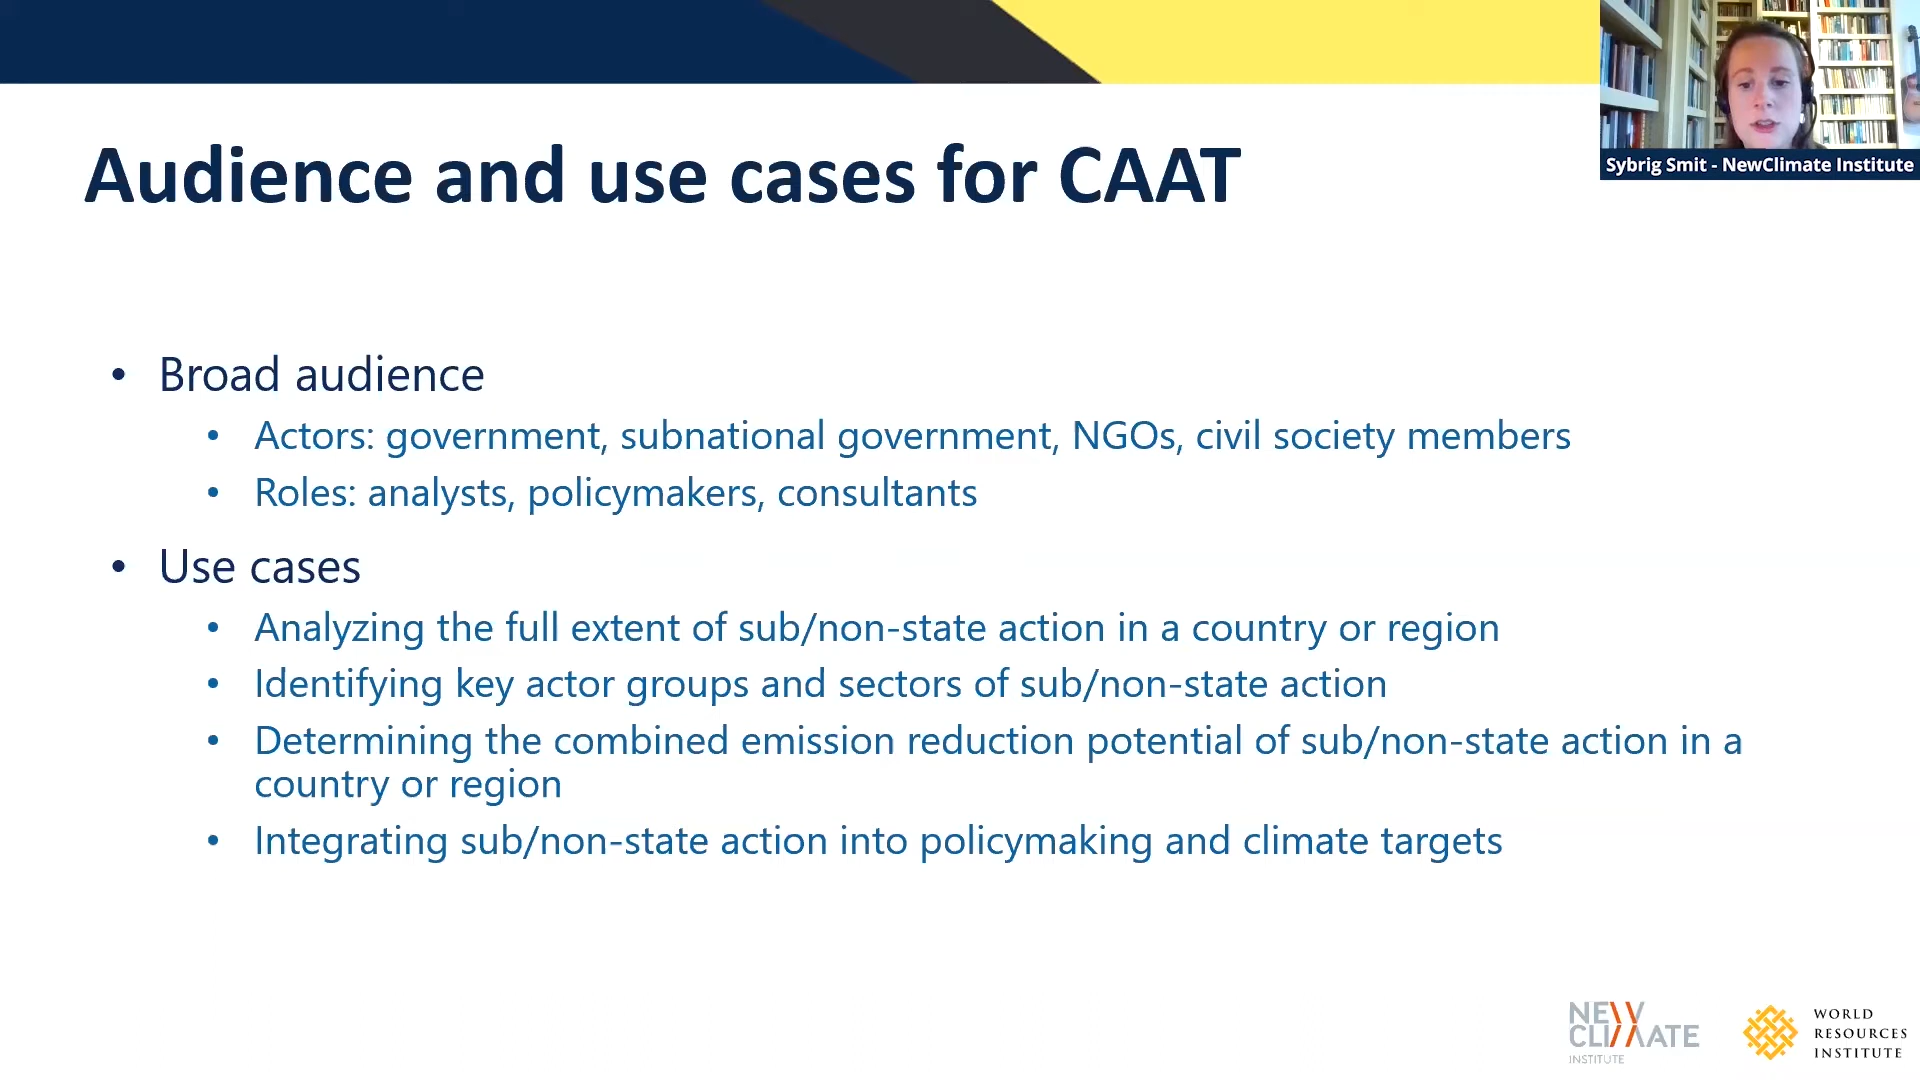 Sybrig Smit - NewClimate Institute
Audience and use cases for CAAT
• Broad audience
• Actors: government, subnational government, NGOs, civil society members
• Roles: analysts, policymakers, consultants
• Use cases
• Analyzing the full extent of sub/non-state action in a country or region
• Identifying key actor groups and sectors of sub/non-state action
• Determining the combined emission reduction potential of sub/non-state action in a
country or region
• Integrating sub/non-state action into policymaking and climate targets
NEW
CLIMATE
INSTITUTE
WORLD
RESOURCES
INSTITUTE